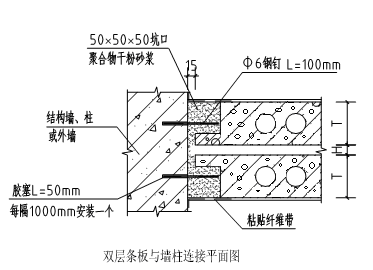 50×50×50坑口
聚合物干粉砂浆
15
Φ6钢钉 L=100mm
结构墙、柱
或外墙
T
H
T
胶塞L=50mm
每隔1000mm安装一个
粘贴纤维带
双层条板与墙柱连接平面图